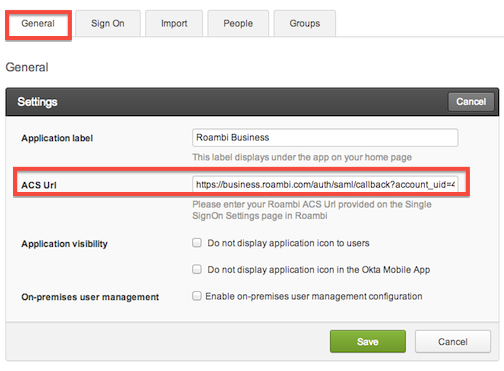 General
Sign On
Import
People
Groups
General
Settings
Cancel
Application label
Roambi Business
This label displays under the app on your home page
ACS Url
https://business.roambi.com/auth/saml/callback?account_uid=4
Please enter your Roambi ACS Url provided on the Single
SignOn Settings page in Roambi
Application visibility
Do not display application icon to users
Do not display application icon in the Okta Mobile App
On-premises user management
Enable on-premises user management configuration
Save
Cancel